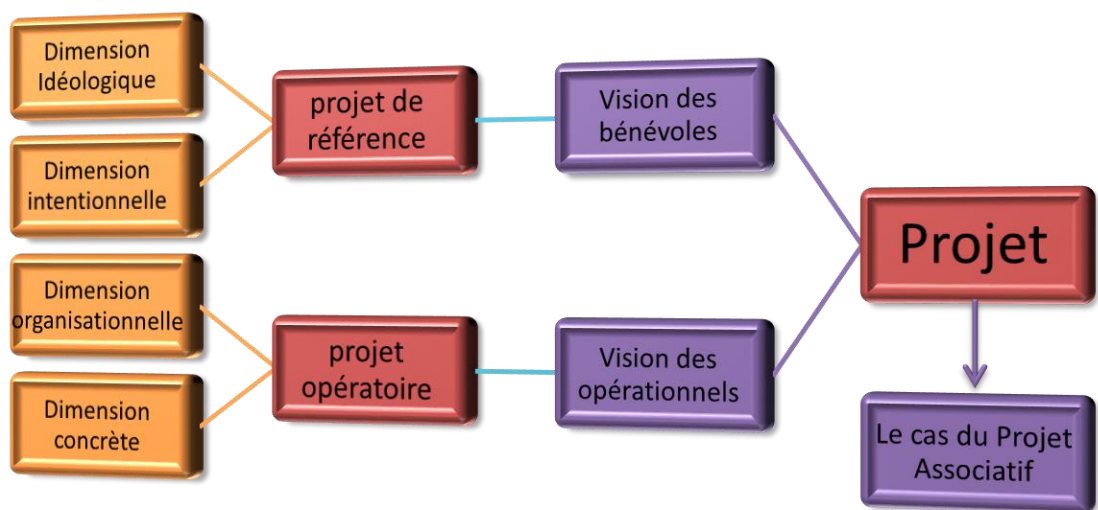 Dimension
Idéologique
Dimension
intentionnelle
Dimension
organisationnelle
Dimension
concrète
projet de
référence
projet
opératoire
Vision des
bénévoles
Vision des
opérationnels
Projet
Le cas du Projet
Associatif